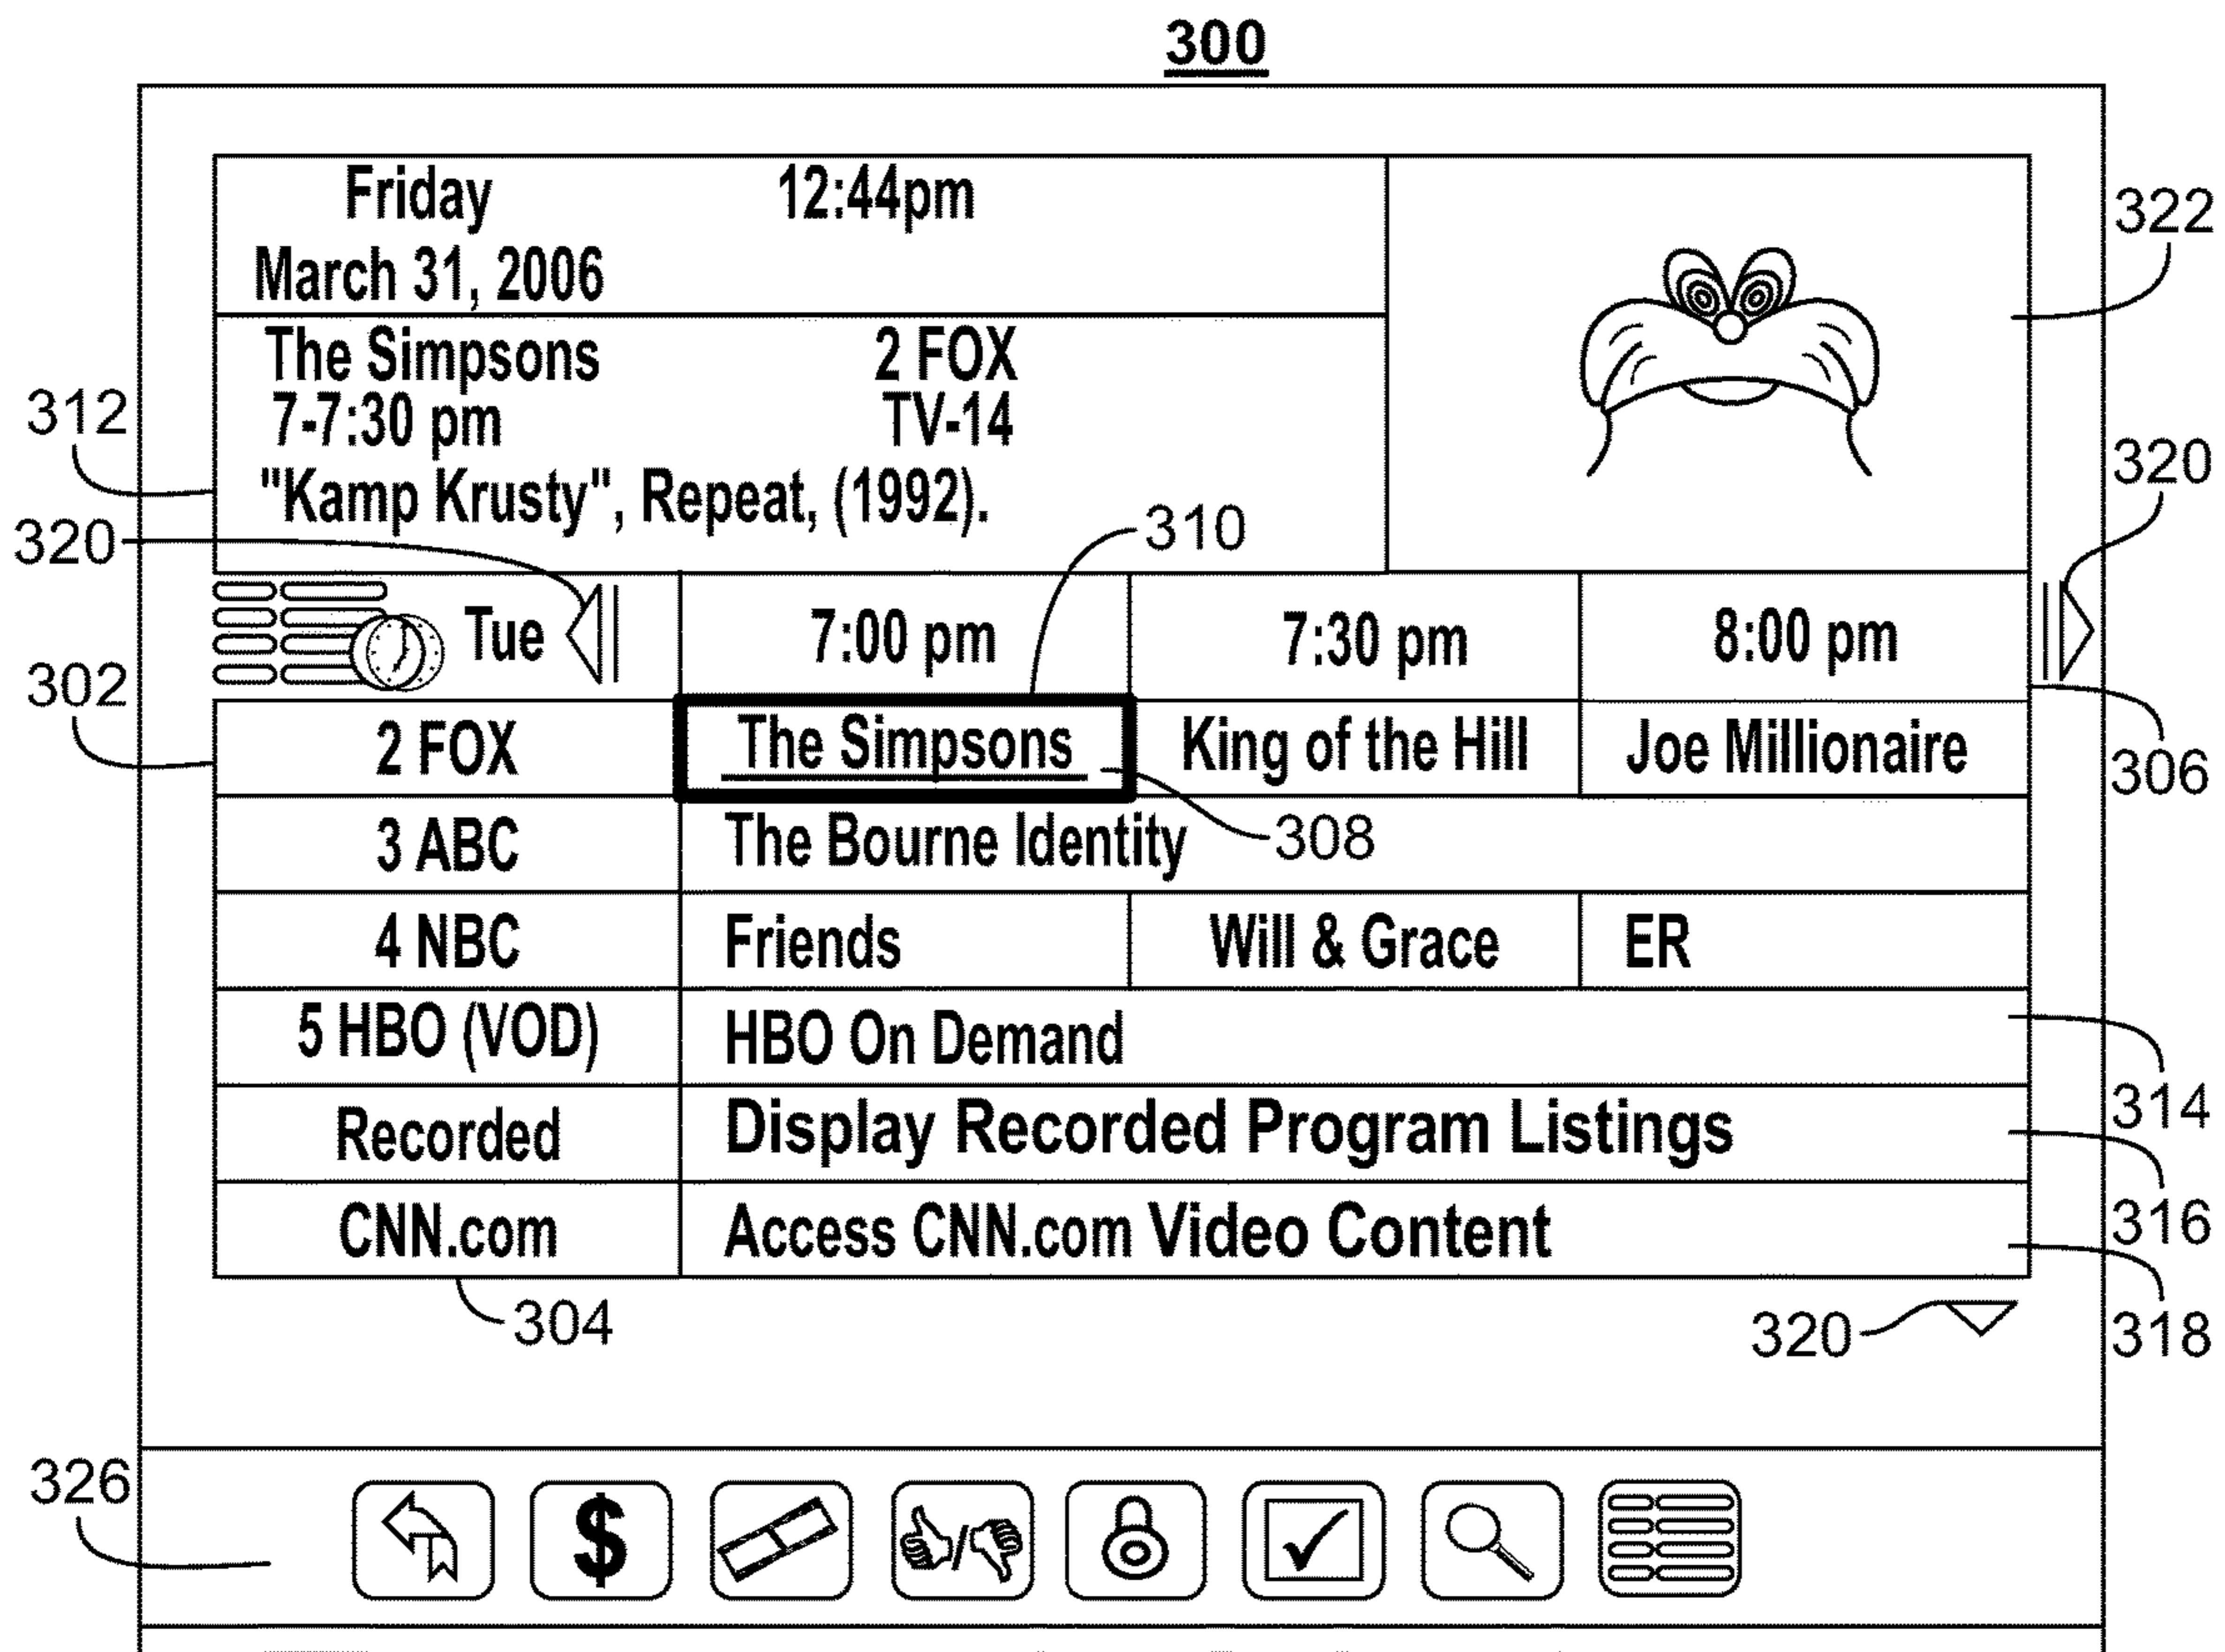 300
Friday 12:44pm
March 31, 2006
322
The Simpsons 2 FOX
312
7-7:30 pm TV-14
320
"Kamp Krusty", Repeat, (1992).
310
320
Tue 7:00 pm 7:30 pm 8:00 pm
302
2 FOX The Simpsons King of the Hill Joe Millionaire
306
3 ABC The Bourne Identity 308
4 NBC Friends Will & Grace ER
5 HBO (VOD) HBO On Demand
314
Recorded Display Recorded Program Listings
316
CNN.com Access CNN.com Video Content
304
320
318
326
$
/